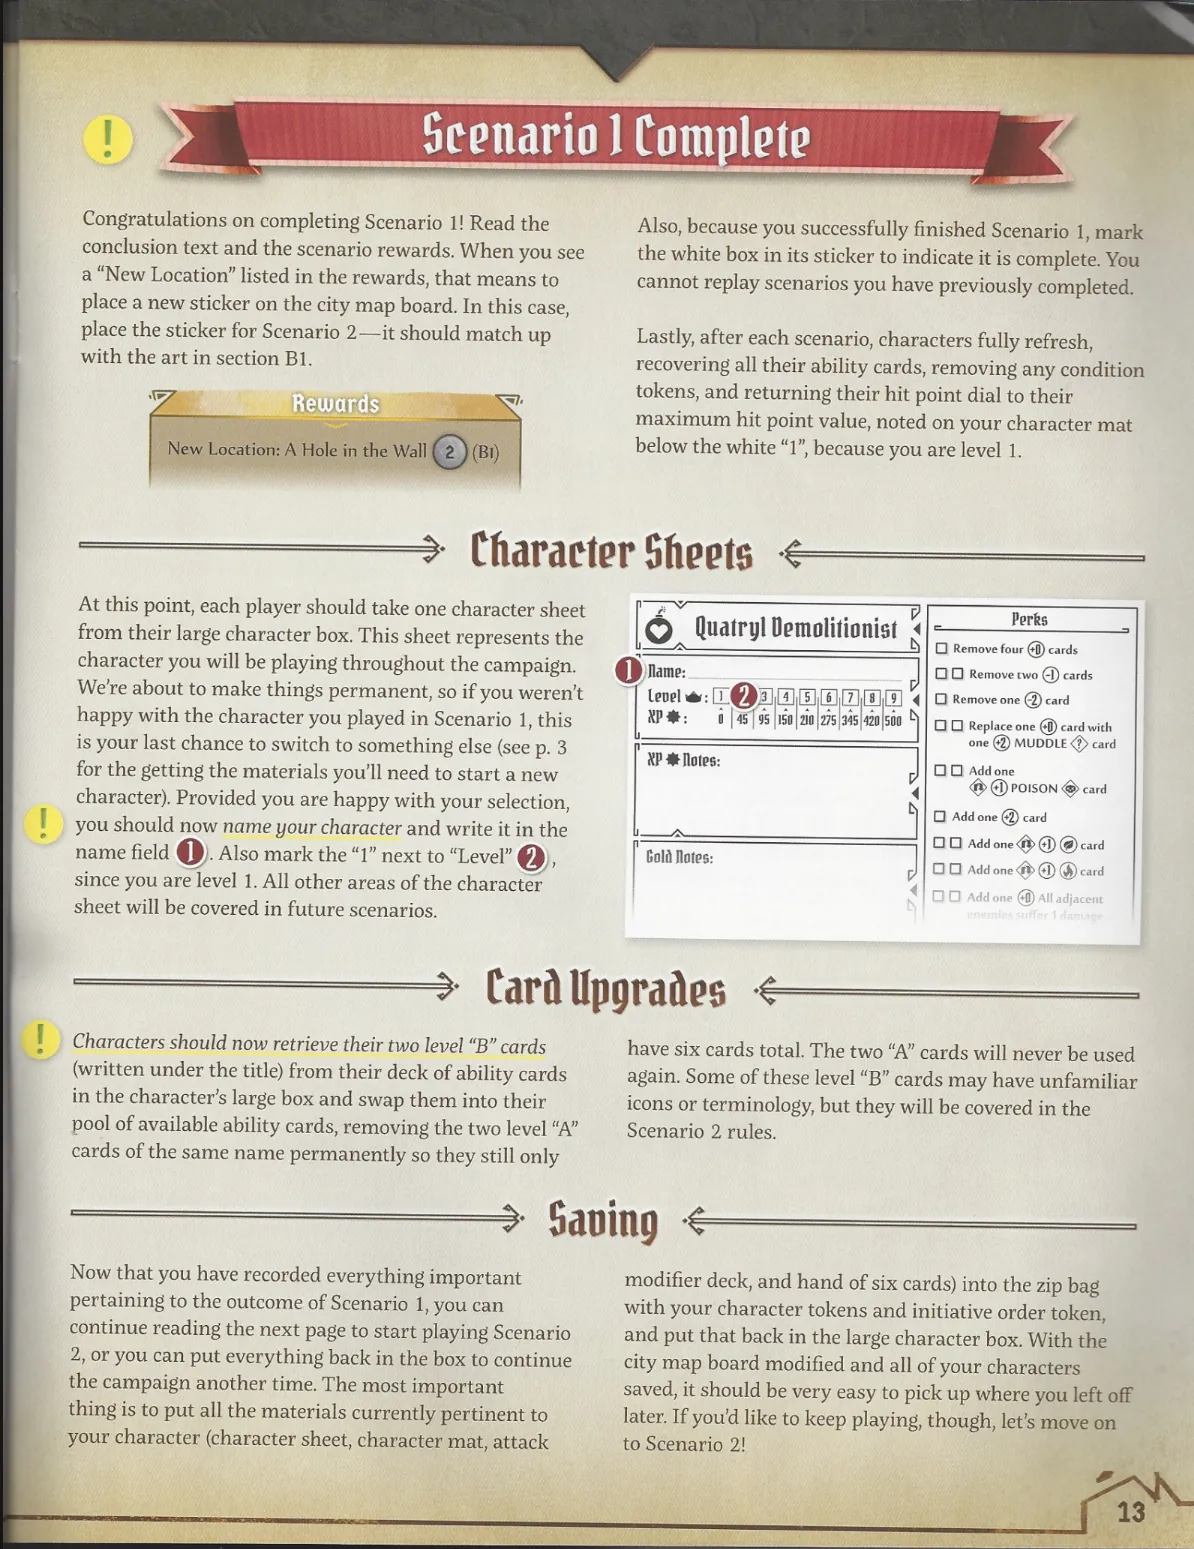 !
Scenario 1 Complete
Congratulations on completing Scenario 1! Read the
conclusion text and the scenario rewards. When you see
a “New Location” listed in the rewards, that means to
place a new sticker on the city map board. In this case,
place the sticker for Scenario 2—it should match up
with the art in section B1.
Rewards
New Location: A Hole in the Wall 2 (B1)
Also, because you successfully finished Scenario 1, mark
the white box in its sticker to indicate it is complete. You
cannot replay scenarios you have previously completed.
Lastly, after each scenario, characters fully refresh,
recovering all their ability cards, removing any condition
tokens, and returning their hit point dial to their
maximum hit point value, noted on your character mat
below the white “1”, because you are level 1.
Character Sheets
At this point, each player should take one character sheet
from their large character box. This sheet represents the
character you will be playing throughout the campaign.
We’re about to make things permanent, so if you weren’t
happy with the character you played in Scenario 1, this
is your last chance to switch to something else (see p. 3
for the getting the materials you’ll need to start a new
character). Provided you are happy with your selection,
! you should now name your character and write it in the
name field 1. Also mark the “1” next to “Level” 2,
since you are level 1. All other areas of the character
sheet will be covered in future scenarios.
Quatryl Demolitionist
1 Name:
Level : 1 2 3 4 5 6 7 8 9
XP : 0 45 95 150 210 275 345 420 500
XP Notes:
Gold Notes:
Perks
Remove four +0 cards
Remove two -1 cards
Remove one -2 card
Replace one +0 card with
one +2 MUDDLE ? card
Add one
+1 POISON card
Add one +2 card
Add one +1 card
Add one +1 card
Add one +0 All adjacent
enemies suffer 1 damage
Card Upgrades
! Characters should now retrieve their two level “B” cards
(written under the title) from their deck of ability cards
in the character’s large box and swap them into their
pool of available ability cards, removing the two level “A”
cards of the same name permanently so they still only
have six cards total. The two “A” cards will never be used
again. Some of these level “B” cards may have unfamiliar
icons or terminology, but they will be covered in the
Scenario 2 rules.
Saving
Now that you have recorded everything important
pertaining to the outcome of Scenario 1, you can
continue reading the next page to start playing Scenario
2, or you can put everything back in the box to continue
the campaign another time. The most important
thing is to put all the materials currently pertinent to
your character (character sheet, character mat, attack
modifier deck, and hand of six cards) into the zip bag
with your character tokens and initiative order token,
and put that back in the large character box. With the
city map board modified and all of your characters
saved, it should be very easy to pick up where you left off
later. If you’d like to keep playing, though, let’s move on
to Scenario 2!
13